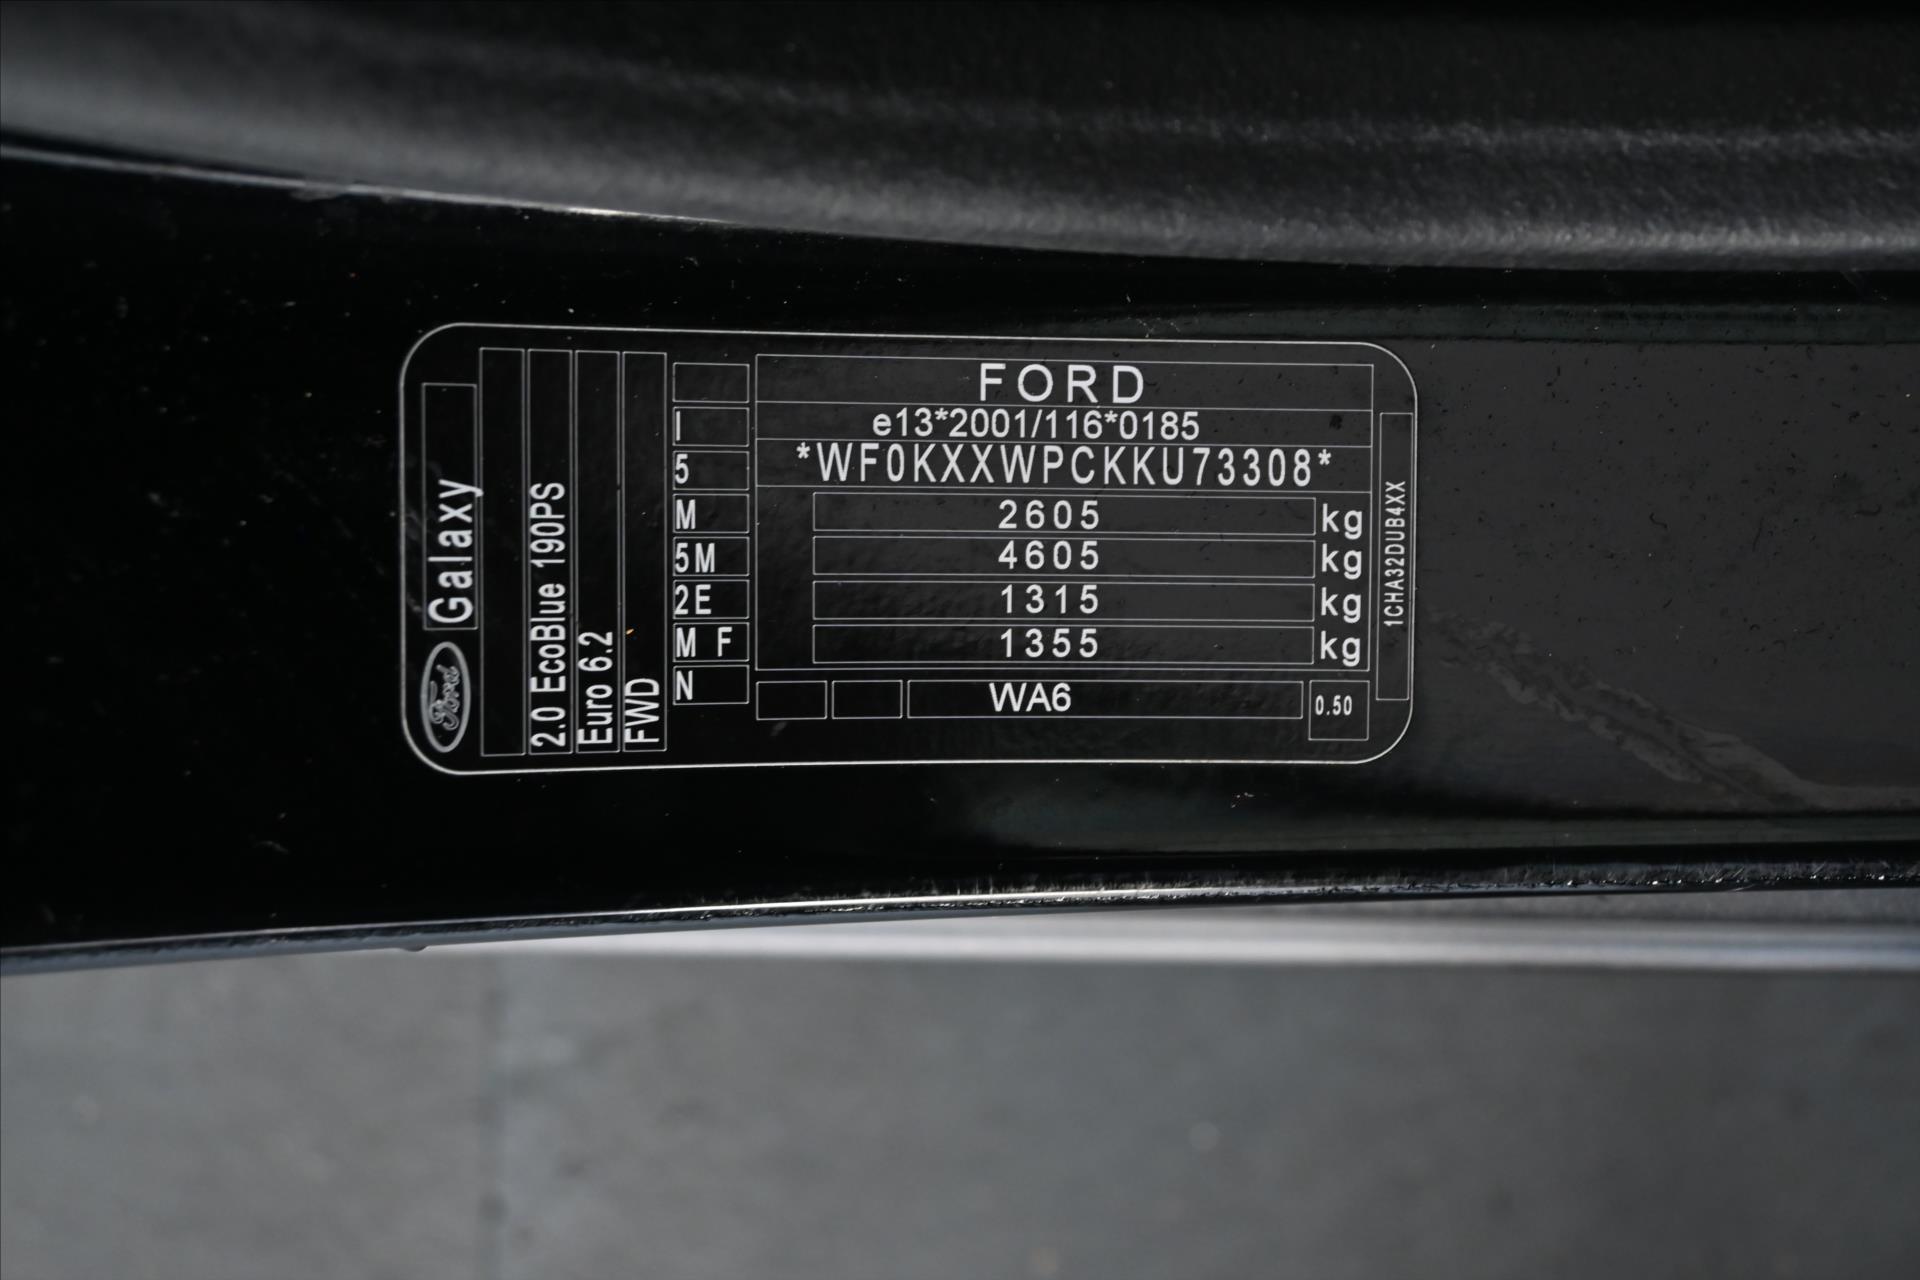 Ford Galaxy
2.0 EcoBlue 190PS
Euro 6.2
FWD
I
5
M
5M
2E
M F
N
FORD
e13*2001/116*0185
*WF0KXXWPCKKU73308*
2605 kg
4605 kg
1315 kg
1355 kg
WA6
0.50
1CHA32DUB4XX